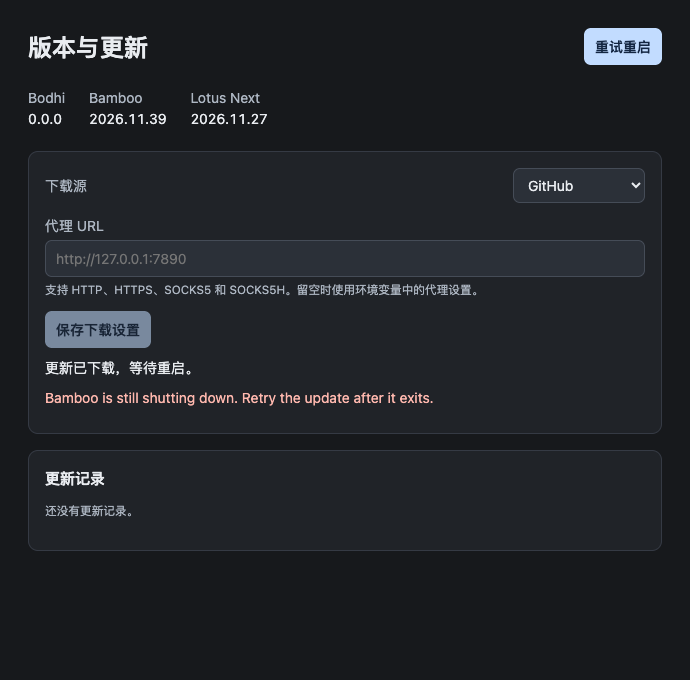 版本与更新
重试重启
Bodhi Bamboo Lotus Next
0.0.0 2026.11.39 2026.11.27
下载源
GitHub
代理 URL
http://127.0.0.1:7890
支持 HTTP、HTTPS、SOCKS5 和 SOCKS5H。留空时使用环境变量中的代理设置。
保存下载设置
更新已下载，等待重启。
Bamboo is still shutting down. Retry the update after it exits.
更新记录
还没有更新记录。